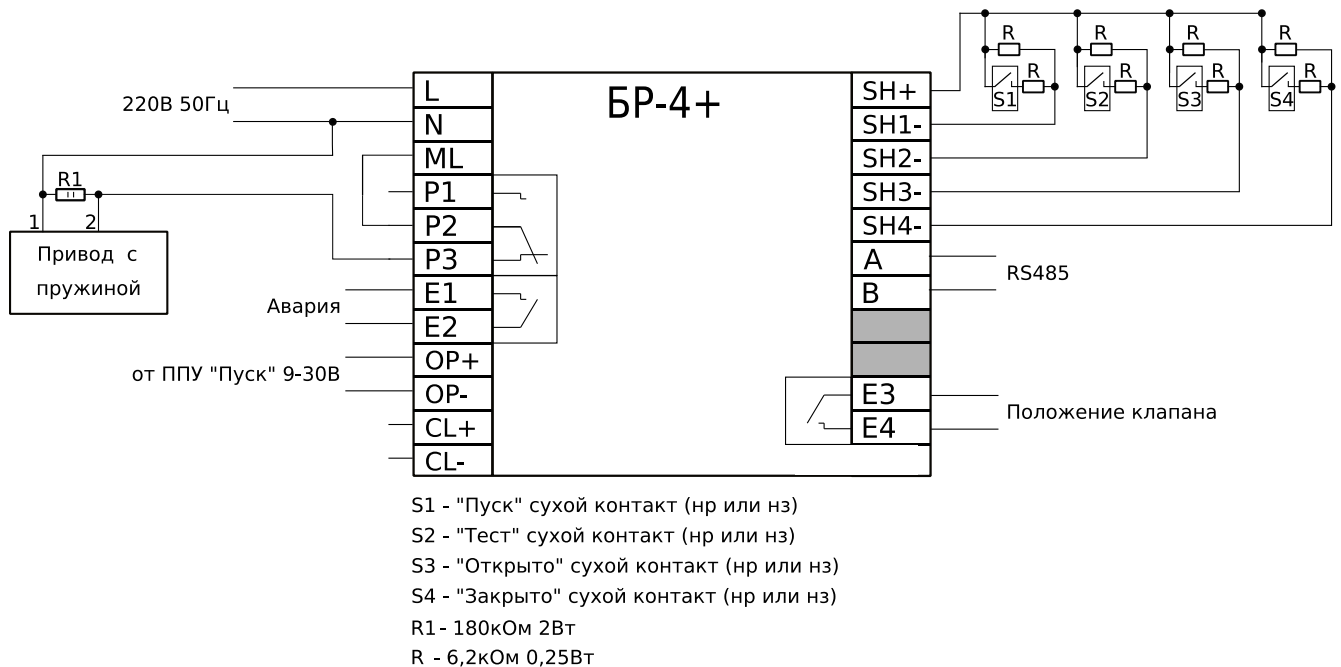 R R R R
R R R R
S1 S2 S3 S4
БР-4+
220В 50Гц
L
N
ML
P1
P2
P3
E1
E2
OP+
OP-
CL+
CL-
R1
1 2
Привод с
пружиной
Авария
от ППУ "Пуск" 9-30В
SH+
SH1-
SH2-
SH3-
SH4-
A
B
E3
E4
RS485
Положение клапана
S1 - "Пуск" сухой контакт (нр или нз)
S2 - "Тест" сухой контакт (нр или нз)
S3 - "Открыто" сухой контакт (нр или нз)
S4 - "Закрыто" сухой контакт (нр или нз)
R1 - 180кОм 2Вт
R - 6,2кОм 0,25Вт